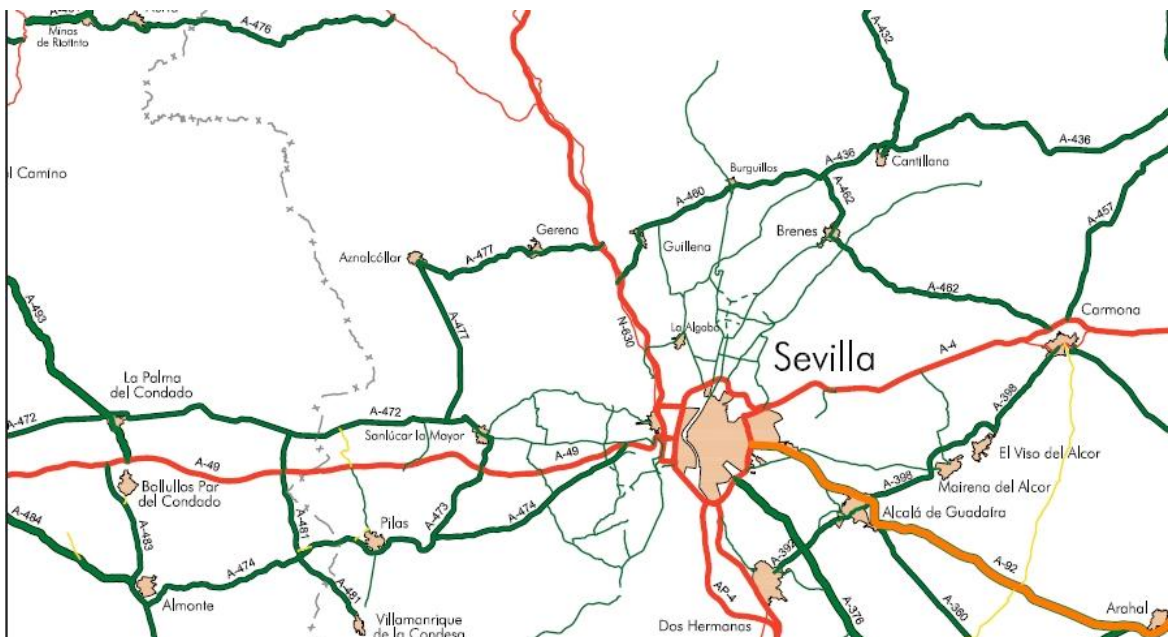 A-476
Minas
de Riotinto
A-432
A-436
A-436
Cantillana
Burguillos
A-460
A-462
A-457
Camino
Gerena
Guillena
Brenes
Aznalcóllar
A-477
A-462
A-493
Carmona
A-477
N-630
La Algaba
A-4
Sevilla
La Palma
del Condado
A-398
A-472
A-472
Sanlúcar la Mayor
A-49
A-49
El Viso del Alcor
Bollullos Par
del Condado
A-398
Mairena del Alcor
A-484
A-483
A-481
Pilas
A-473
A-474
Alcalá de Guadaíra
A-392
A-92
A-474
A-481
Almonte
AP-4
A-376
A-360
Arahal
Villamanrique
de la Condesa
Dos Hermanas